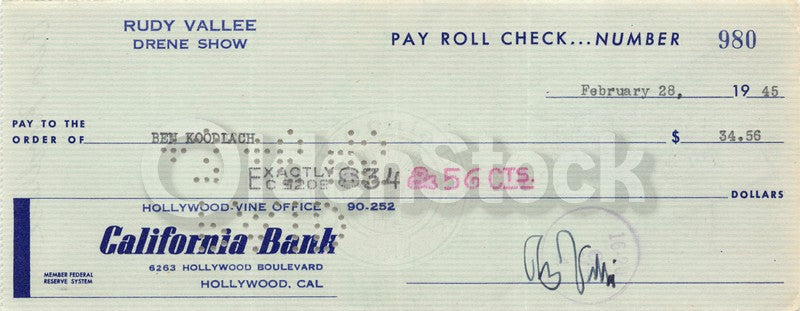 RUDY VALLEE
DRENE SHOW
PAY ROLL CHECK...NUMBER 980
February 28, 19 45
PAY TO THE
ORDER OF BEN KOODLACH $ 34.56
EXACTLY $34 $56 CTS.
DOLLARS
HOLLYWOOD-VINE OFFICE 90-252
California Bank
6263 HOLLYWOOD BOULEVARD
HOLLYWOOD, CAL
MEMBER FEDERAL
RESERVE SYSTEM
OldenStock